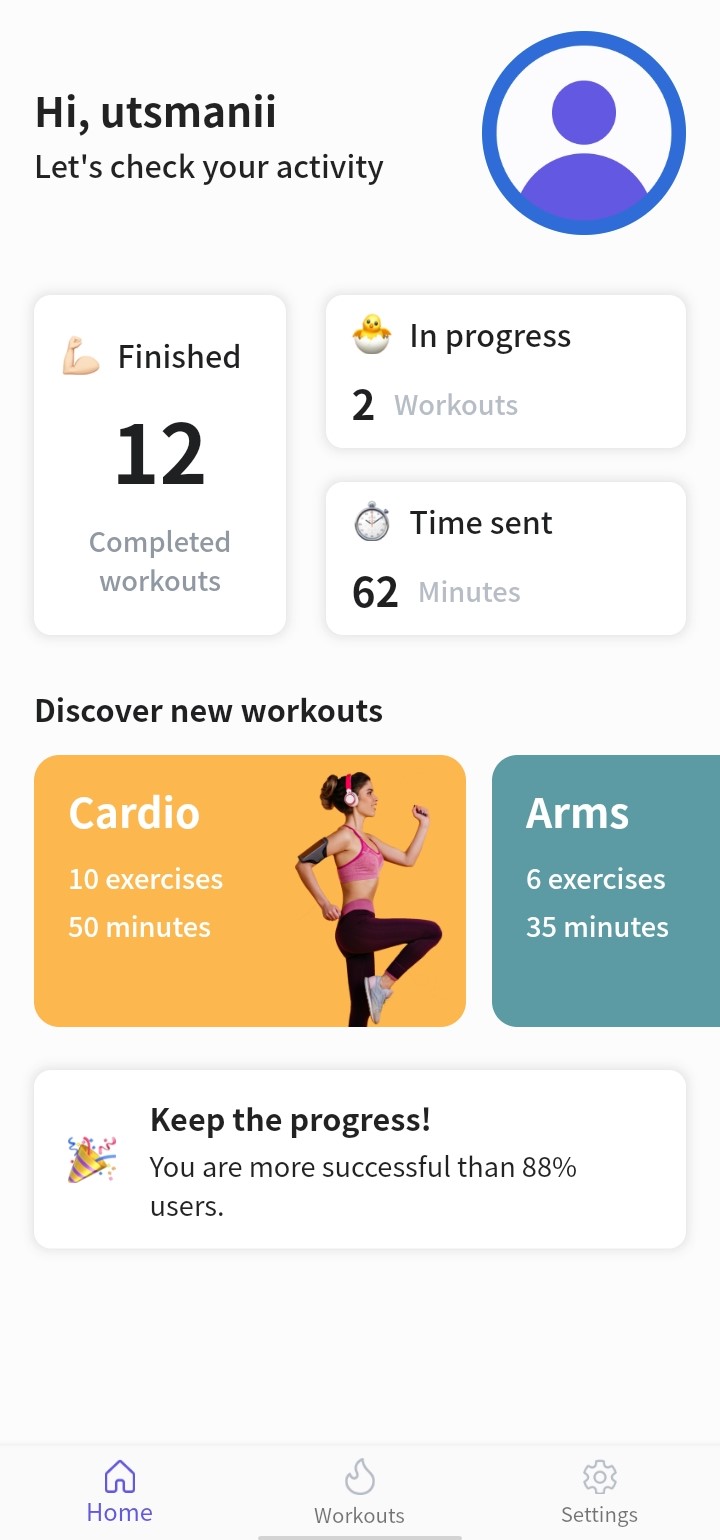 Hi, utsmanii
Let's check your activity
Finished
12
Completed
workouts
In progress
2 Workouts
Time sent
62 Minutes
Discover new workouts
Cardio
10 exercises
50 minutes
Arms
6 exercises
35 minutes
Keep the progress!
You are more successful than 88%
users.
Home
Workouts
Settings